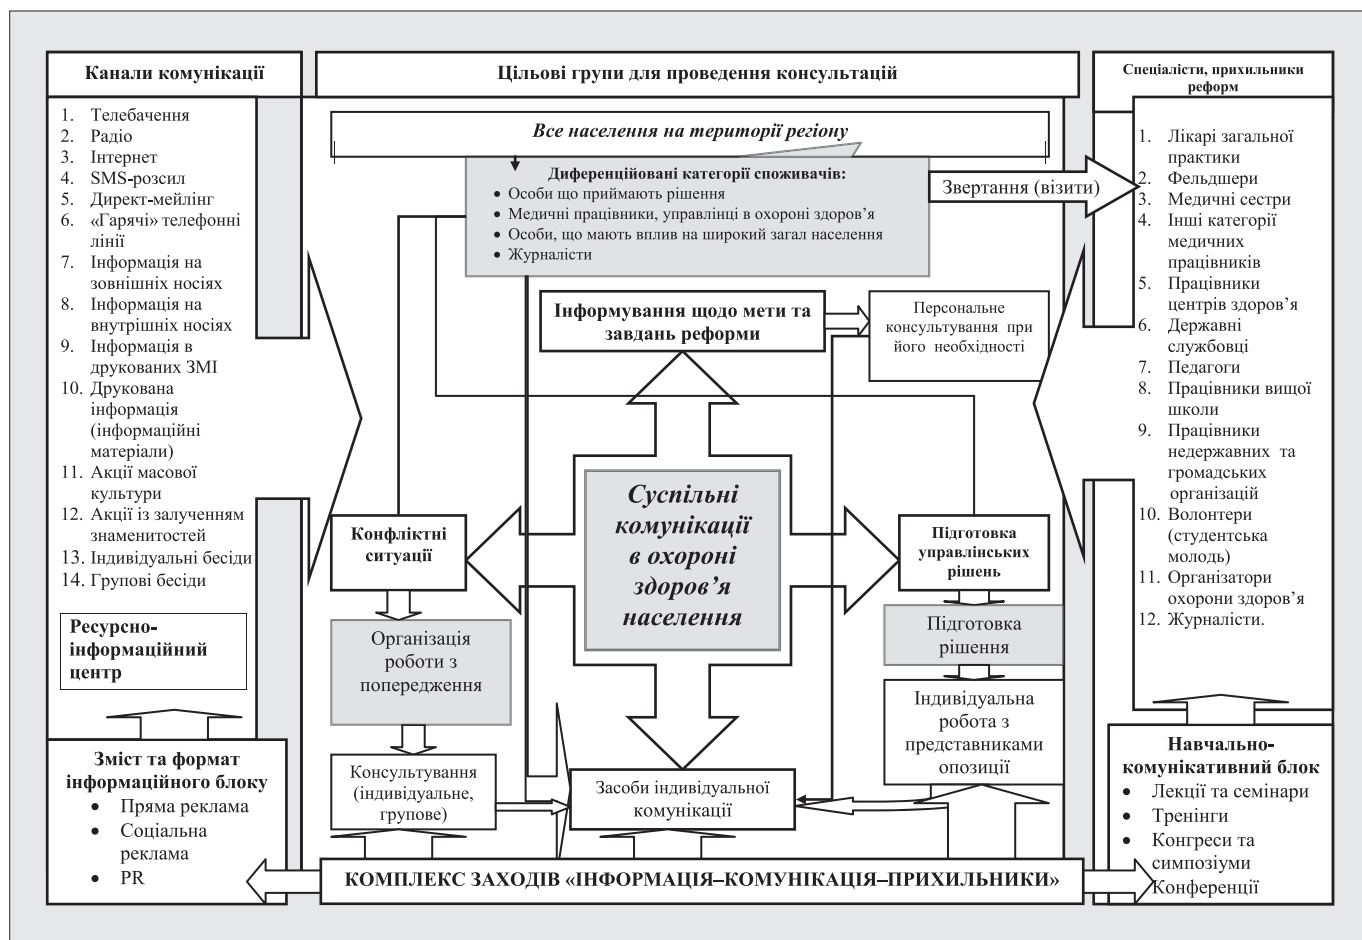 Канали комунікації
1. Телебачення
2. Радіо
3. Інтернет
4. SMS-розсил
5. Директ-мейлінг
6. «Гарячі» телефонні
лінії
7. Інформація на
зовнішніх носіях
8. Інформація на
внутрішніх носіях
9. Інформація в
друкованих ЗМІ
10. Друкована
інформація
(інформаційні
матеріали)
11. Акції масової
культури
12. Акції із залученням
знаменитостей
13. Індивідуальні бесіди
14. Групові бесіди
Ресурсно-
інформаційний
центр
Зміст та формат
інформаційного блоку
• Пряма реклама
• Соціальна
реклама
• PR
Цільові групи для проведення консультацій
Все населення на території регіону
Диференційовані категорії споживачів:
• Особи що приймають рішення
• Медичні працівники, управлінці в охороні здоров’я
• Особи, що мають вплив на широкий загал населення
• Журналісти
Звертання (візити)
Інформування щодо мети та
завдань реформи
Персональне
консультування при
його необхідності
Суспільні
комунікації
в охороні
здоров’я
населення
Конфліктні
ситуації
Організація
роботи з
попередження
Консультування
(індивідуальне,
групове)
Засоби індивідуальної
комунікації
Підготовка
управлінських
рішень
Підготовка
рішення
Індивідуальна
робота з
представниками
опозиції
КОМПЛЕКС ЗАХОДІВ «ІНФОРМАЦІЯ–КОМУНІКАЦІЯ–ПРИХИЛЬНИКИ»
Спеціалісти, прихильники
реформ
1. Лікарі загальної
практики
2. Фельдшери
3. Медичні сестри
4. Інші категорії
медичних
працівників
5. Працівники
центрів здоров’я
6. Державні
службовці
7. Педагоги
8. Працівники вищої
школи
9. Працівники
недержавних та
громадських
організацій
10. Волонтери
(студентська
молодь)
11. Організатори
охорони здоров’я
12. Журналісти.
Навчально-
комунікативний блок
• Лекції та семінари
• Тренінги
• Конгреси та
симпозіуми
Конференції